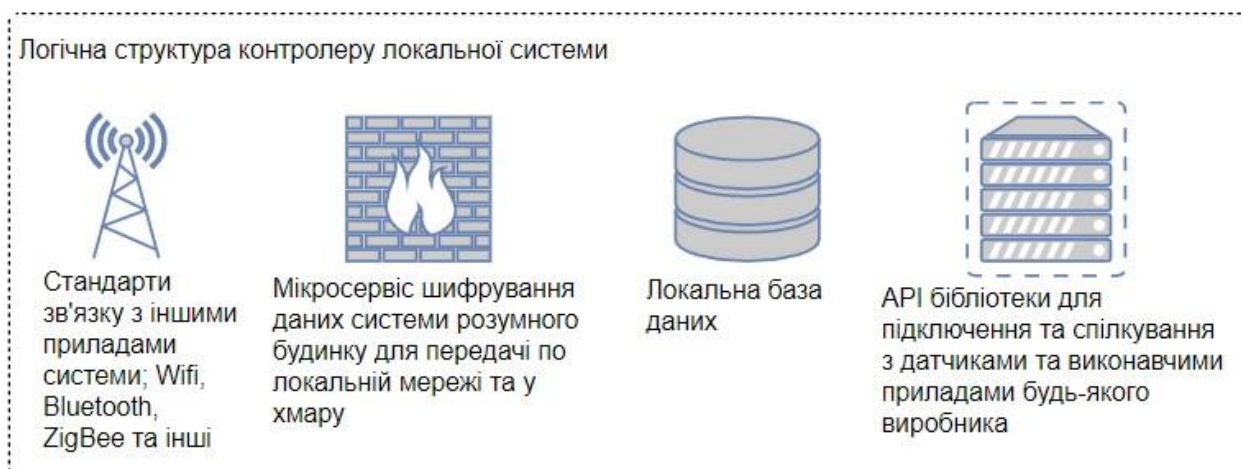 Логічна структура контролеру локальної системи
Стандарти
зв'язку з іншими
приладами
системи; Wifi,
Bluetooth,
ZigBee та інші
Мікросервіс шифрування
даних системи розумного
будинку для передачі по
локальній мережі та у
хмару
Локальна база
даних
API бібліотеки для
підключення та спілкування
з датчиками та виконавчими
приладами будь-якого
виробника